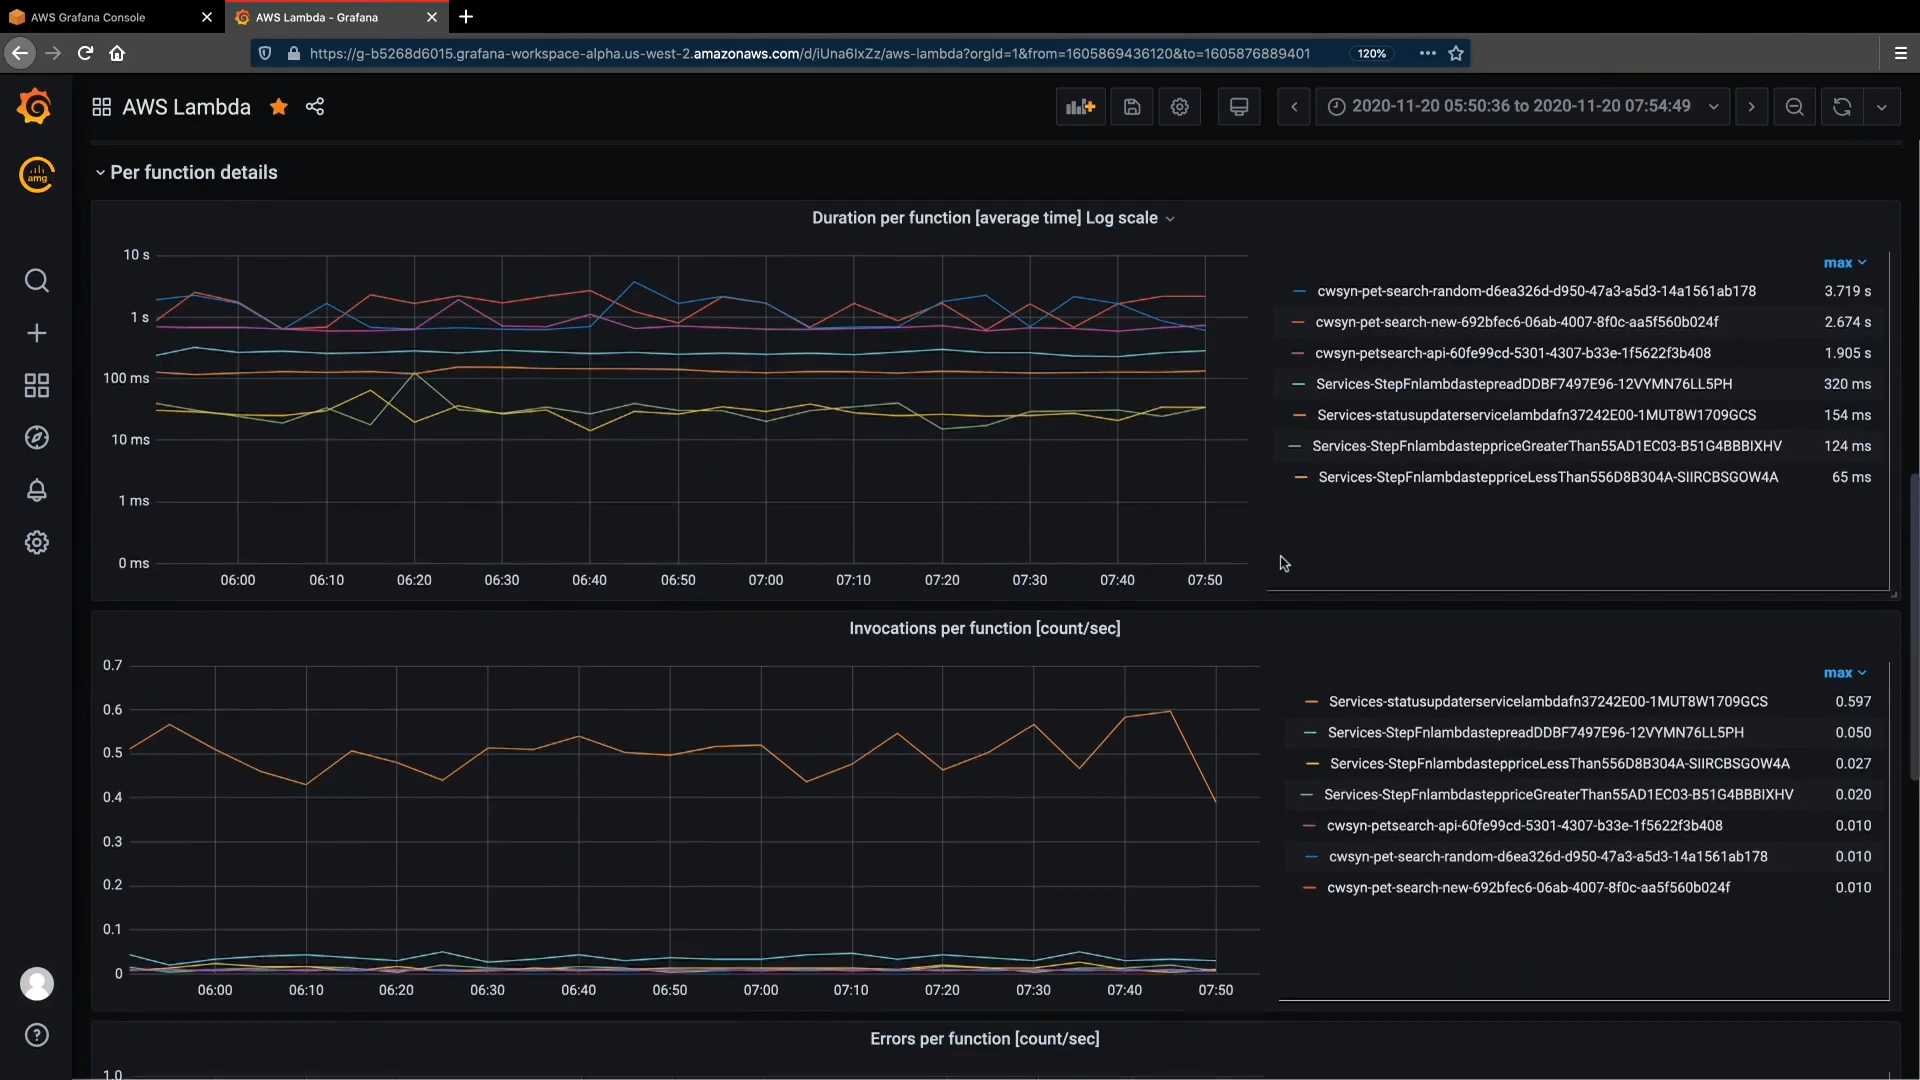 AWS Grafana Console
AWS Lambda - Grafana
https://g-b5268d6015.grafana-workspace-alpha.us-west-2.amazonaws.com/d/iUna6IxZz/aws-lambda?orgId=1&from=1605869436120&to=1605876889401
120%
AWS Lambda
2020-11-20 05:50:36 to 2020-11-20 07:54:49
amg
Per function details
Duration per function [average time] Log scale
10 s
1 s
100 ms
10 ms
1 ms
0 ms
06:00 06:10 06:20 06:30 06:40 06:50 07:00 07:10 07:20 07:30 07:40 07:50
max
cwsyn-pet-search-random-d6ea326d-d950-47a3-a5d3-14a1561ab178 3.719 s
cwsyn-pet-search-new-692bfec6-06ab-4007-8f0c-aa5f560b024f 2.674 s
cwsyn-petsearch-api-60fe99cd-5301-4307-b33e-1f5622f3b408 1.905 s
Services-StepFnlambdastepreadDDBF7497E96-12VYMN76LL5PH 320 ms
Services-statusupdaterservicelambdafn37242E00-1MUT8W1709GCS 154 ms
Services-StepFnlambdasteppriceGreaterThan55AD1EC03-B51G4BBBIXHV 124 ms
Services-StepFnlambdasteppriceLessThan556D8B304A-SIIRCBSGOW4A 65 ms
Invocations per function [count/sec]
0.7
0.6
0.5
0.4
0.3
0.2
0.1
0
06:00 06:10 06:20 06:30 06:40 06:50 07:00 07:10 07:20 07:30 07:40 07:50
max
Services-statusupdaterservicelambdafn37242E00-1MUT8W1709GCS 0.597
Services-StepFnlambdastepreadDDBF7497E96-12VYMN76LL5PH 0.050
Services-StepFnlambdasteppriceLessThan556D8B304A-SIIRCBSGOW4A 0.027
Services-StepFnlambdasteppriceGreaterThan55AD1EC03-B51G4BBBIXHV 0.020
cwsyn-petsearch-api-60fe99cd-5301-4307-b33e-1f5622f3b408 0.010
cwsyn-pet-search-random-d6ea326d-d950-47a3-a5d3-14a1561ab178 0.010
cwsyn-pet-search-new-692bfec6-06ab-4007-8f0c-aa5f560b024f 0.010
Errors per function [count/sec]
1.0